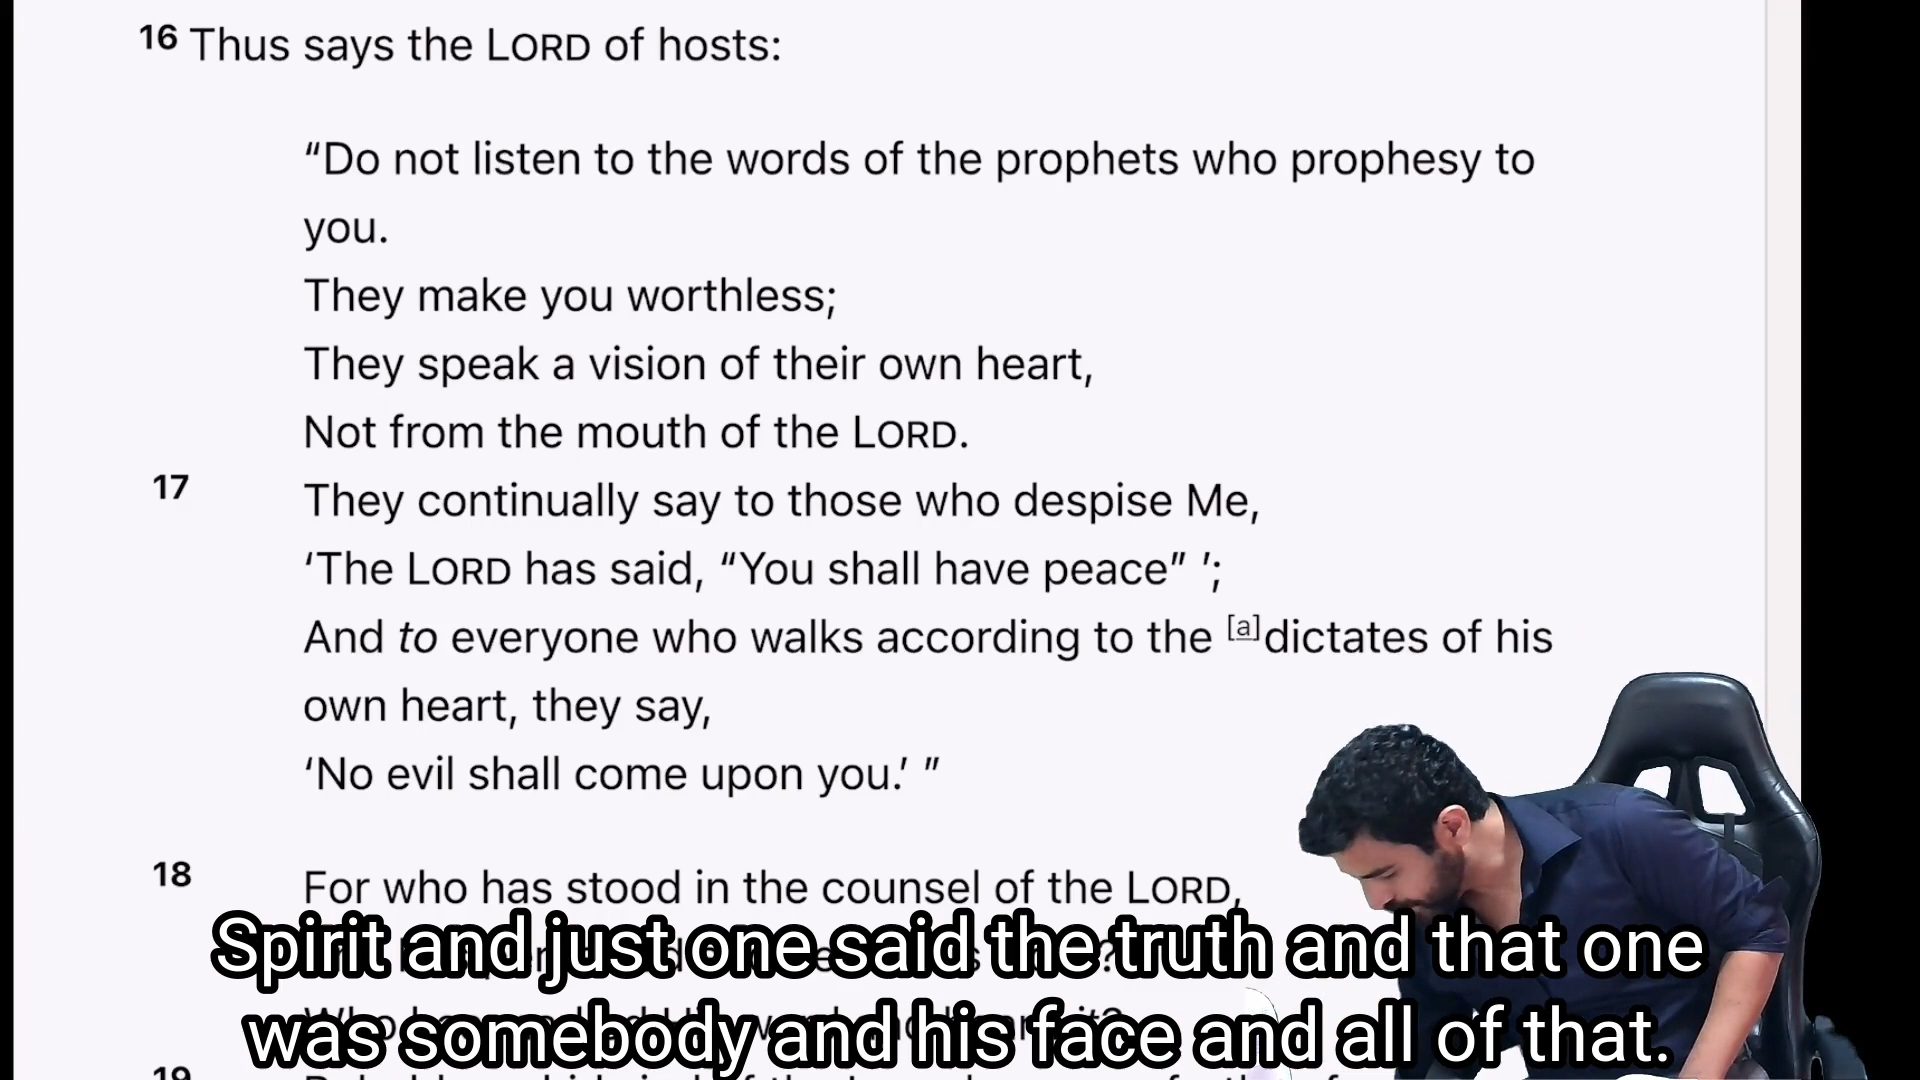 16 Thus says the LORD of hosts:
“Do not listen to the words of the prophets who prophesy to
you.
They make you worthless;
They speak a vision of their own heart,
Not from the mouth of the LORD.
17 They continually say to those who despise Me,
‘The LORD has said, “You shall have peace” ’;
And to everyone who walks according to the [a]dictates of his
own heart, they say,
‘No evil shall come upon you.’ ”
18 For who has stood in the counsel of the LORD,
Spirit and just one said the truth and that one
was somebody and his face and all of that.
19